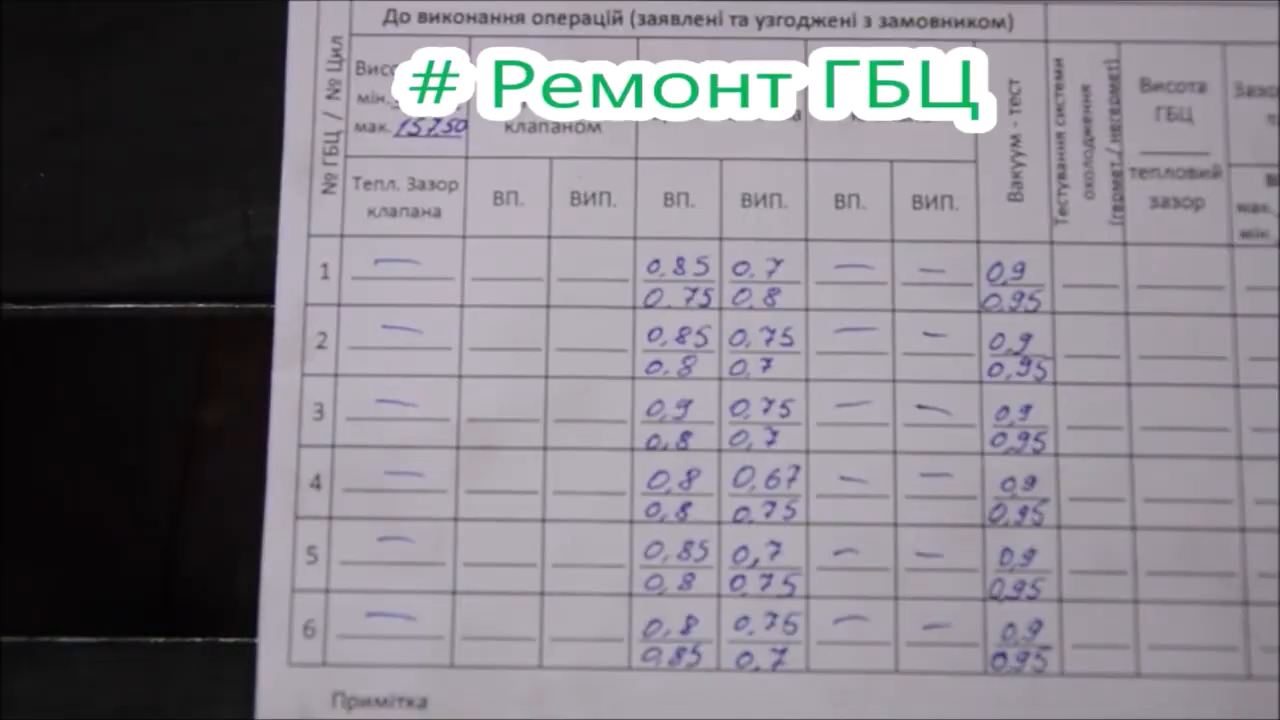 До виконання операцій (заявлені та узгоджені з замовником)
# Ремонт ГБЦ
№ ГБЦ / № Цил
мін.
мак. 157.50
клапаном
Тепл. Зазор клапана
ВП. ВИП. ВП. ВИП. ВП. ВИП.
Вакуум - тест
Тестування системи охолодження (гермет./ негермет)
Висота ГБЦ
тепловий зазор
мак.
мін.
1 — 0,85 0,7 — — 0,9
0.75 0.8 0.95
2 — 0,85 0,75 — — 0,9
0.8 0.7 0,95
3 — 0,9 0,75 — — 0,9
0,8 0,7 0,95
4 — 0,8 0,67 — — 0,9
0,8 0.75 0,95
5 — 0,85 0,7 — — 0,9
0,8 0,75 0,95
6 — 0,8 0,75 — — 0,9
0,85 0,7 0,95
Примітка